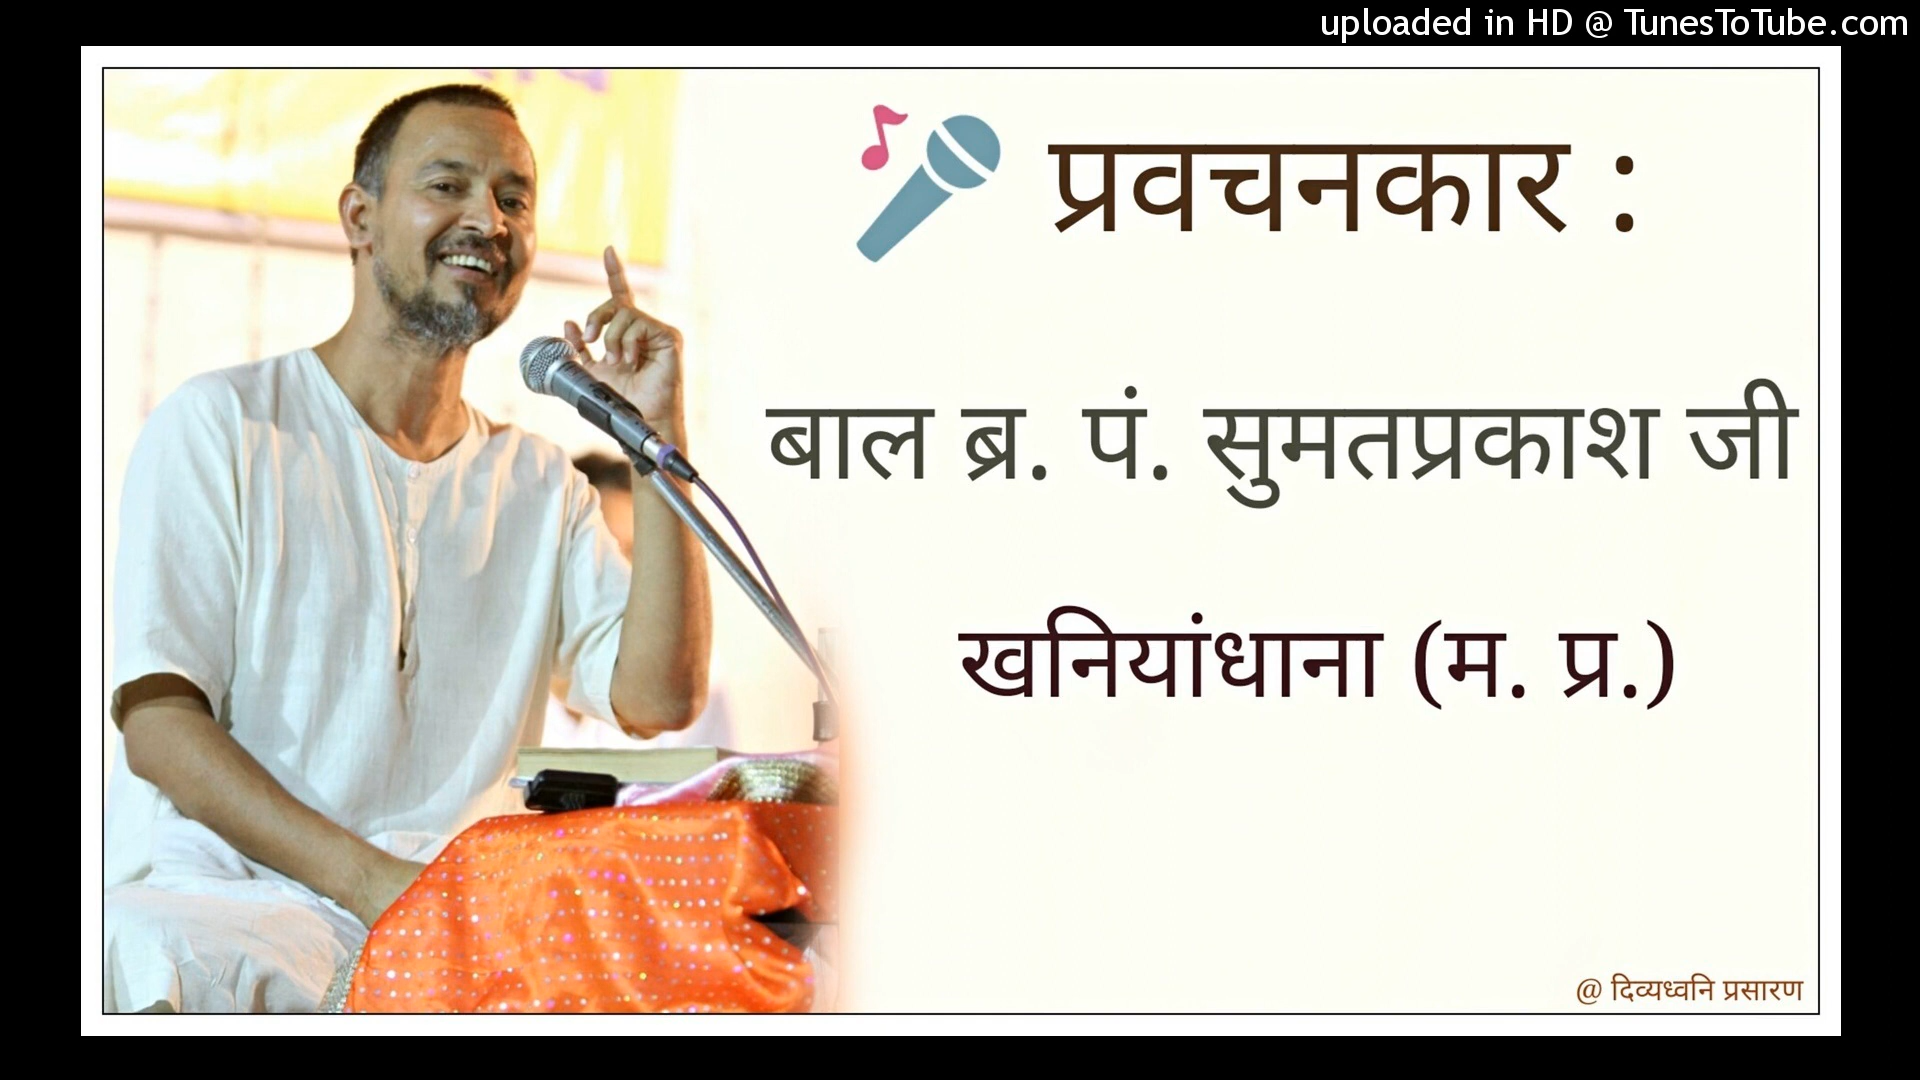 uploaded in HD @ TunesToTube.com
प्रवचनकार :
बाल ब्र. पं. सुमतप्रकाश जी
खनियांधाना (म. प्र.)
@ दिव्यध्वनि प्रसारण